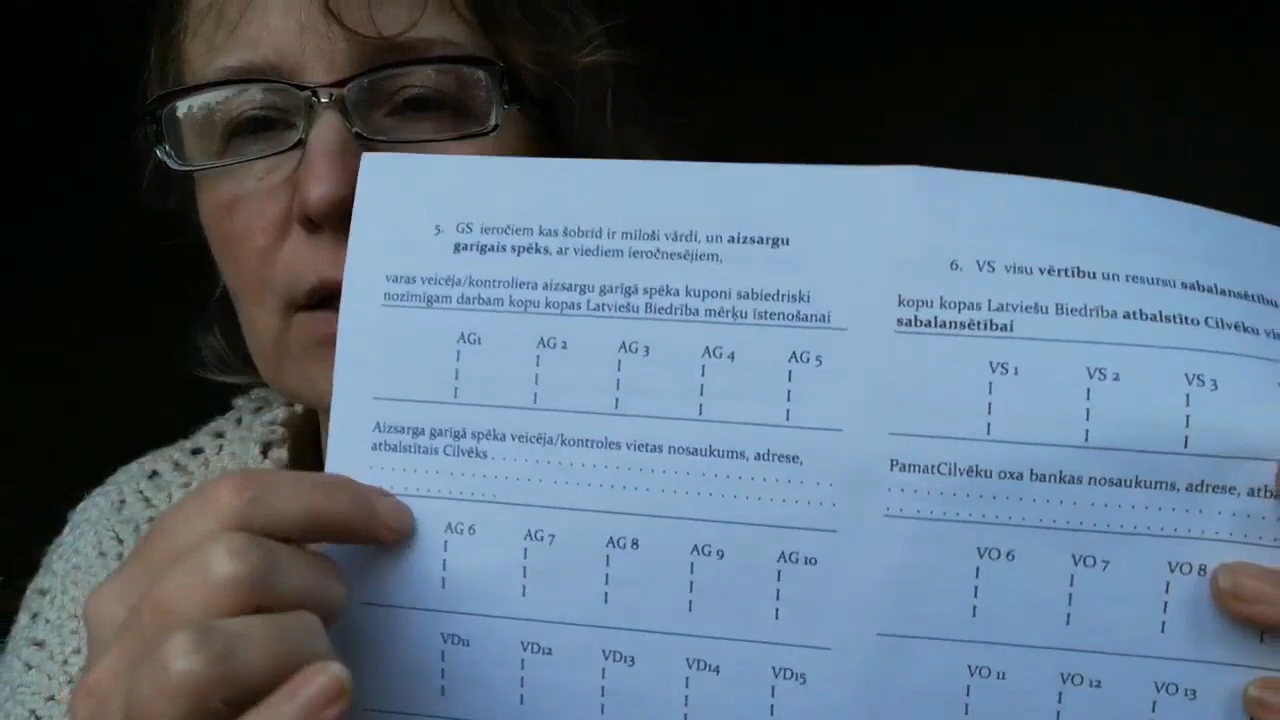 5. GS ieročiem kas šobrīd ir mīloši vārdi, un aizsargu
garīgais spēks, ar viediem ieročnesējiem,
varas veicēja/kontroliera aizsargu garīgā spēka kuponi sabiedriski
nozīmīgam darbam kopu kopas Latviešu Biedrība mērķu īstenošanai
AG1 AG 2 AG 3 AG 4 AG 5
Aizsarga garīgā spēka veicēja/kontroles vietas nosaukums, adrese,
atbalstītais Cilvēks
AG 6 AG 7 AG 8 AG 9 AG 10
VD11 VD12 VD13 VD14 VD15
6. VS visu vērtību un resursu sabalansētību
kopu kopas Latviešu Biedrība atbalstīto Cilvēku
sabalansētībai
VS 1 VS 2 VS 3
PamatCilvēku oxa bankas nosaukums, adrese,
VO 6 VO 7 VO 8
VO 11 VO 12 VO 13